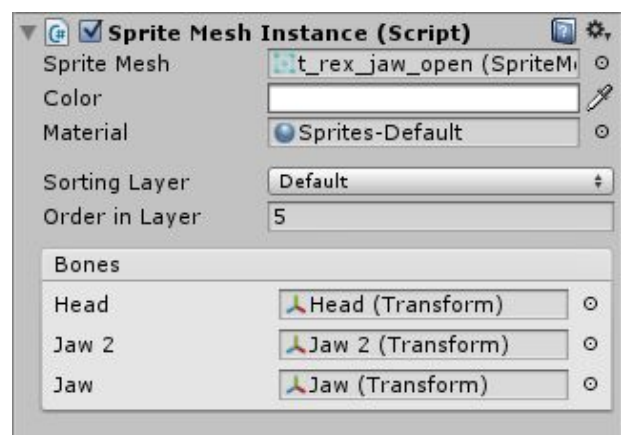 Sprite Mesh Instance (Script)
Sprite Mesh t_rex_jaw_open (SpriteM
Color
Material Sprites-Default
Sorting Layer Default
Order in Layer 5
Bones
Head Head (Transform)
Jaw 2 Jaw 2 (Transform)
Jaw Jaw (Transform)